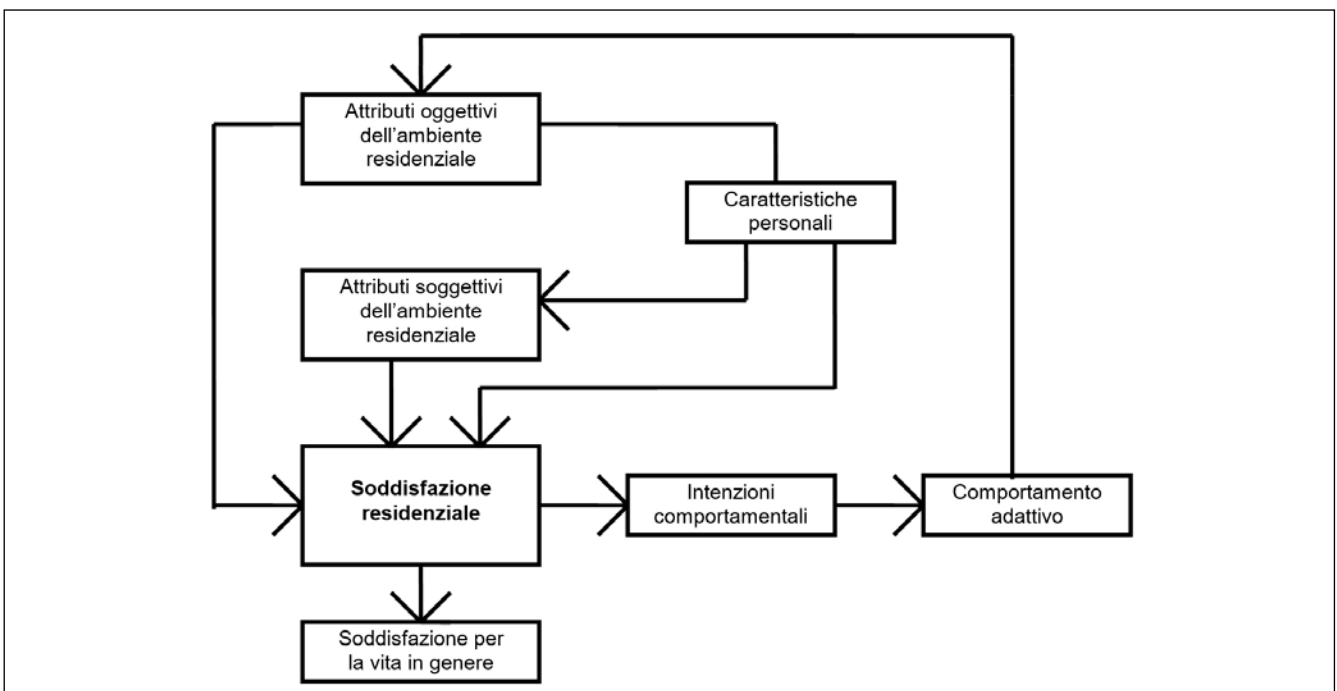 Attributi oggettivi
dell'ambiente
residenziale
Caratteristiche
personali
Attributi soggettivi
dell'ambiente
residenziale
Soddisfazione
residenziale
Intenzioni
comportamentali
Comportamento
adattivo
Soddisfazione per
la vita in genere